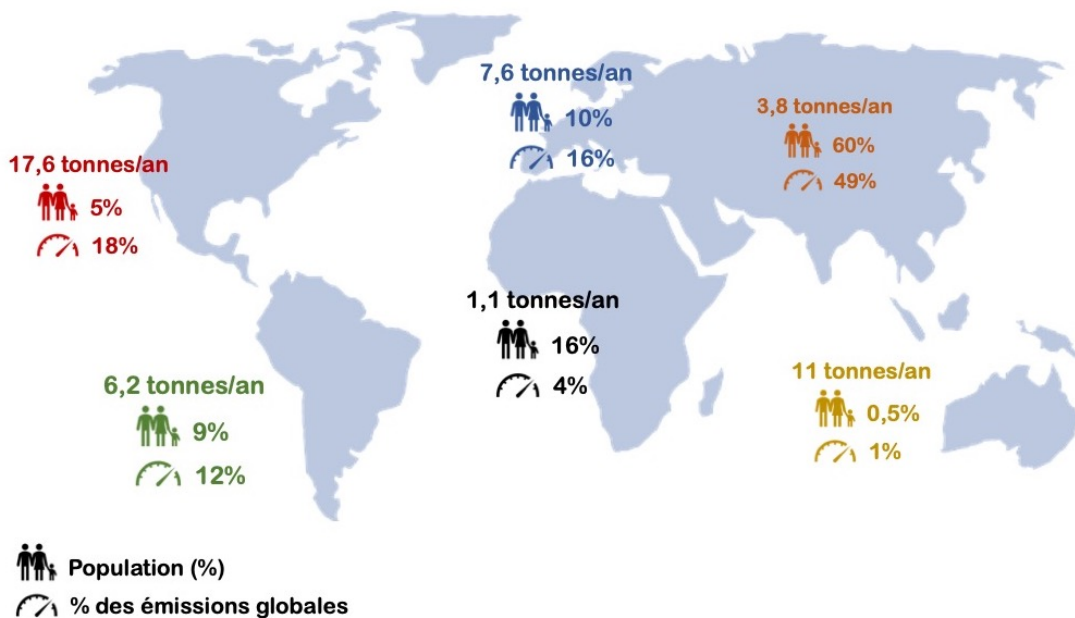 7,6 tonnes/an
10%
16%
3,8 tonnes/an
60%
49%
17,6 tonnes/an
5%
18%
1,1 tonnes/an
16%
4%
6,2 tonnes/an
9%
12%
11 tonnes/an
0,5%
1%
Population (%)
% des émissions globales